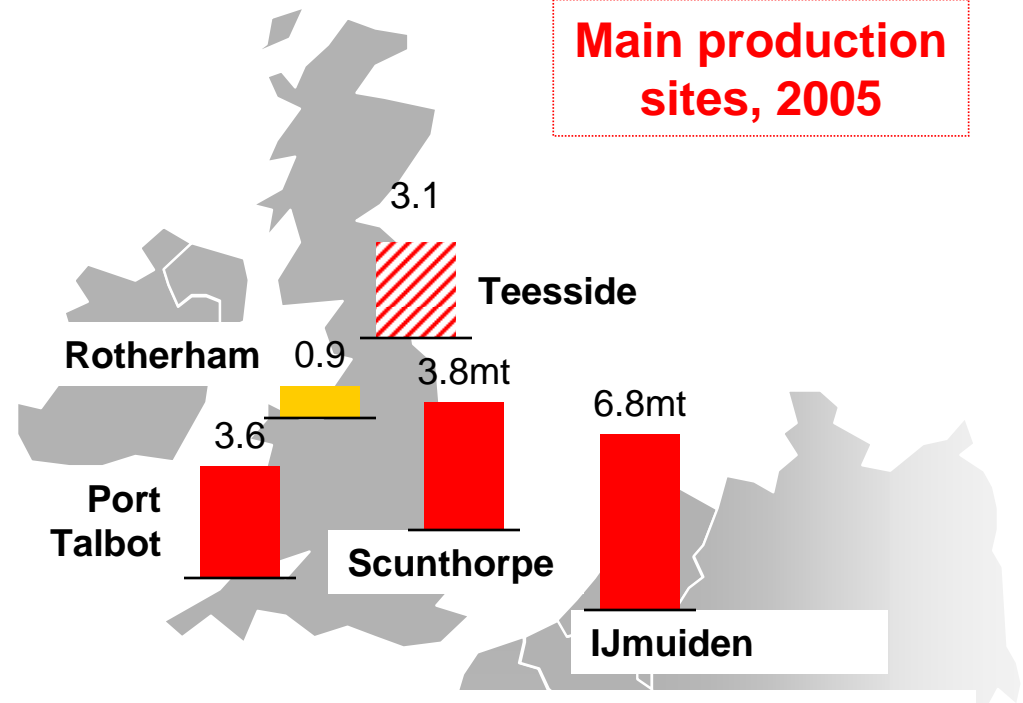 Main production
sites, 2005
3.1
Teesside
Rotherham
0.9
3.8mt
6.8mt
3.6
Port
Talbot
Scunthorpe
IJmuiden